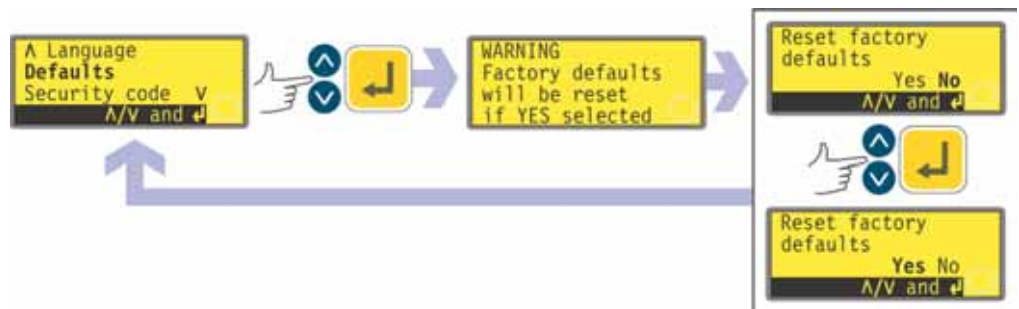 Λ Language
Defaults
Security code V
Λ/V and ↵
WARNING
Factory defaults
will be reset
if YES selected
Reset factory
defaults
Yes No
Λ/V and ↵
Reset factory
defaults
Yes No
Λ/V and ↵